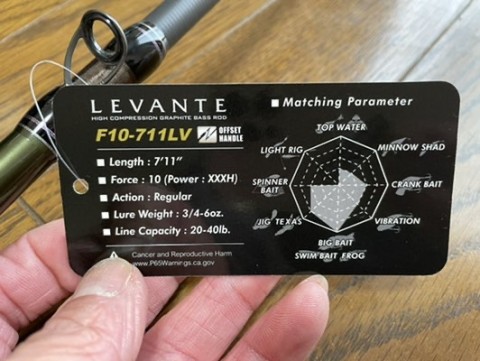 LEVANTE
HIGH COMPRESSION GRAPHITE BASS ROD
F10-711LV OFFSET HANDLE
■ Length : 7'11"
■ Force : 10 (Power : XXXH)
■ Action : Regular
■ Lure Weight : 3/4-6oz.
■ Line Capacity : 20-40lb.
Cancer and Reproductive Harm
www.P65Warnings.ca.gov
■ Matching Parameter
TOP WATER
LIGHT RIG
MINNOW SHAD
SPINNER BAIT
CRANK BAIT
JIG TEXAS
VIBRATION
BIG BAIT
SWIM BAIT FROG